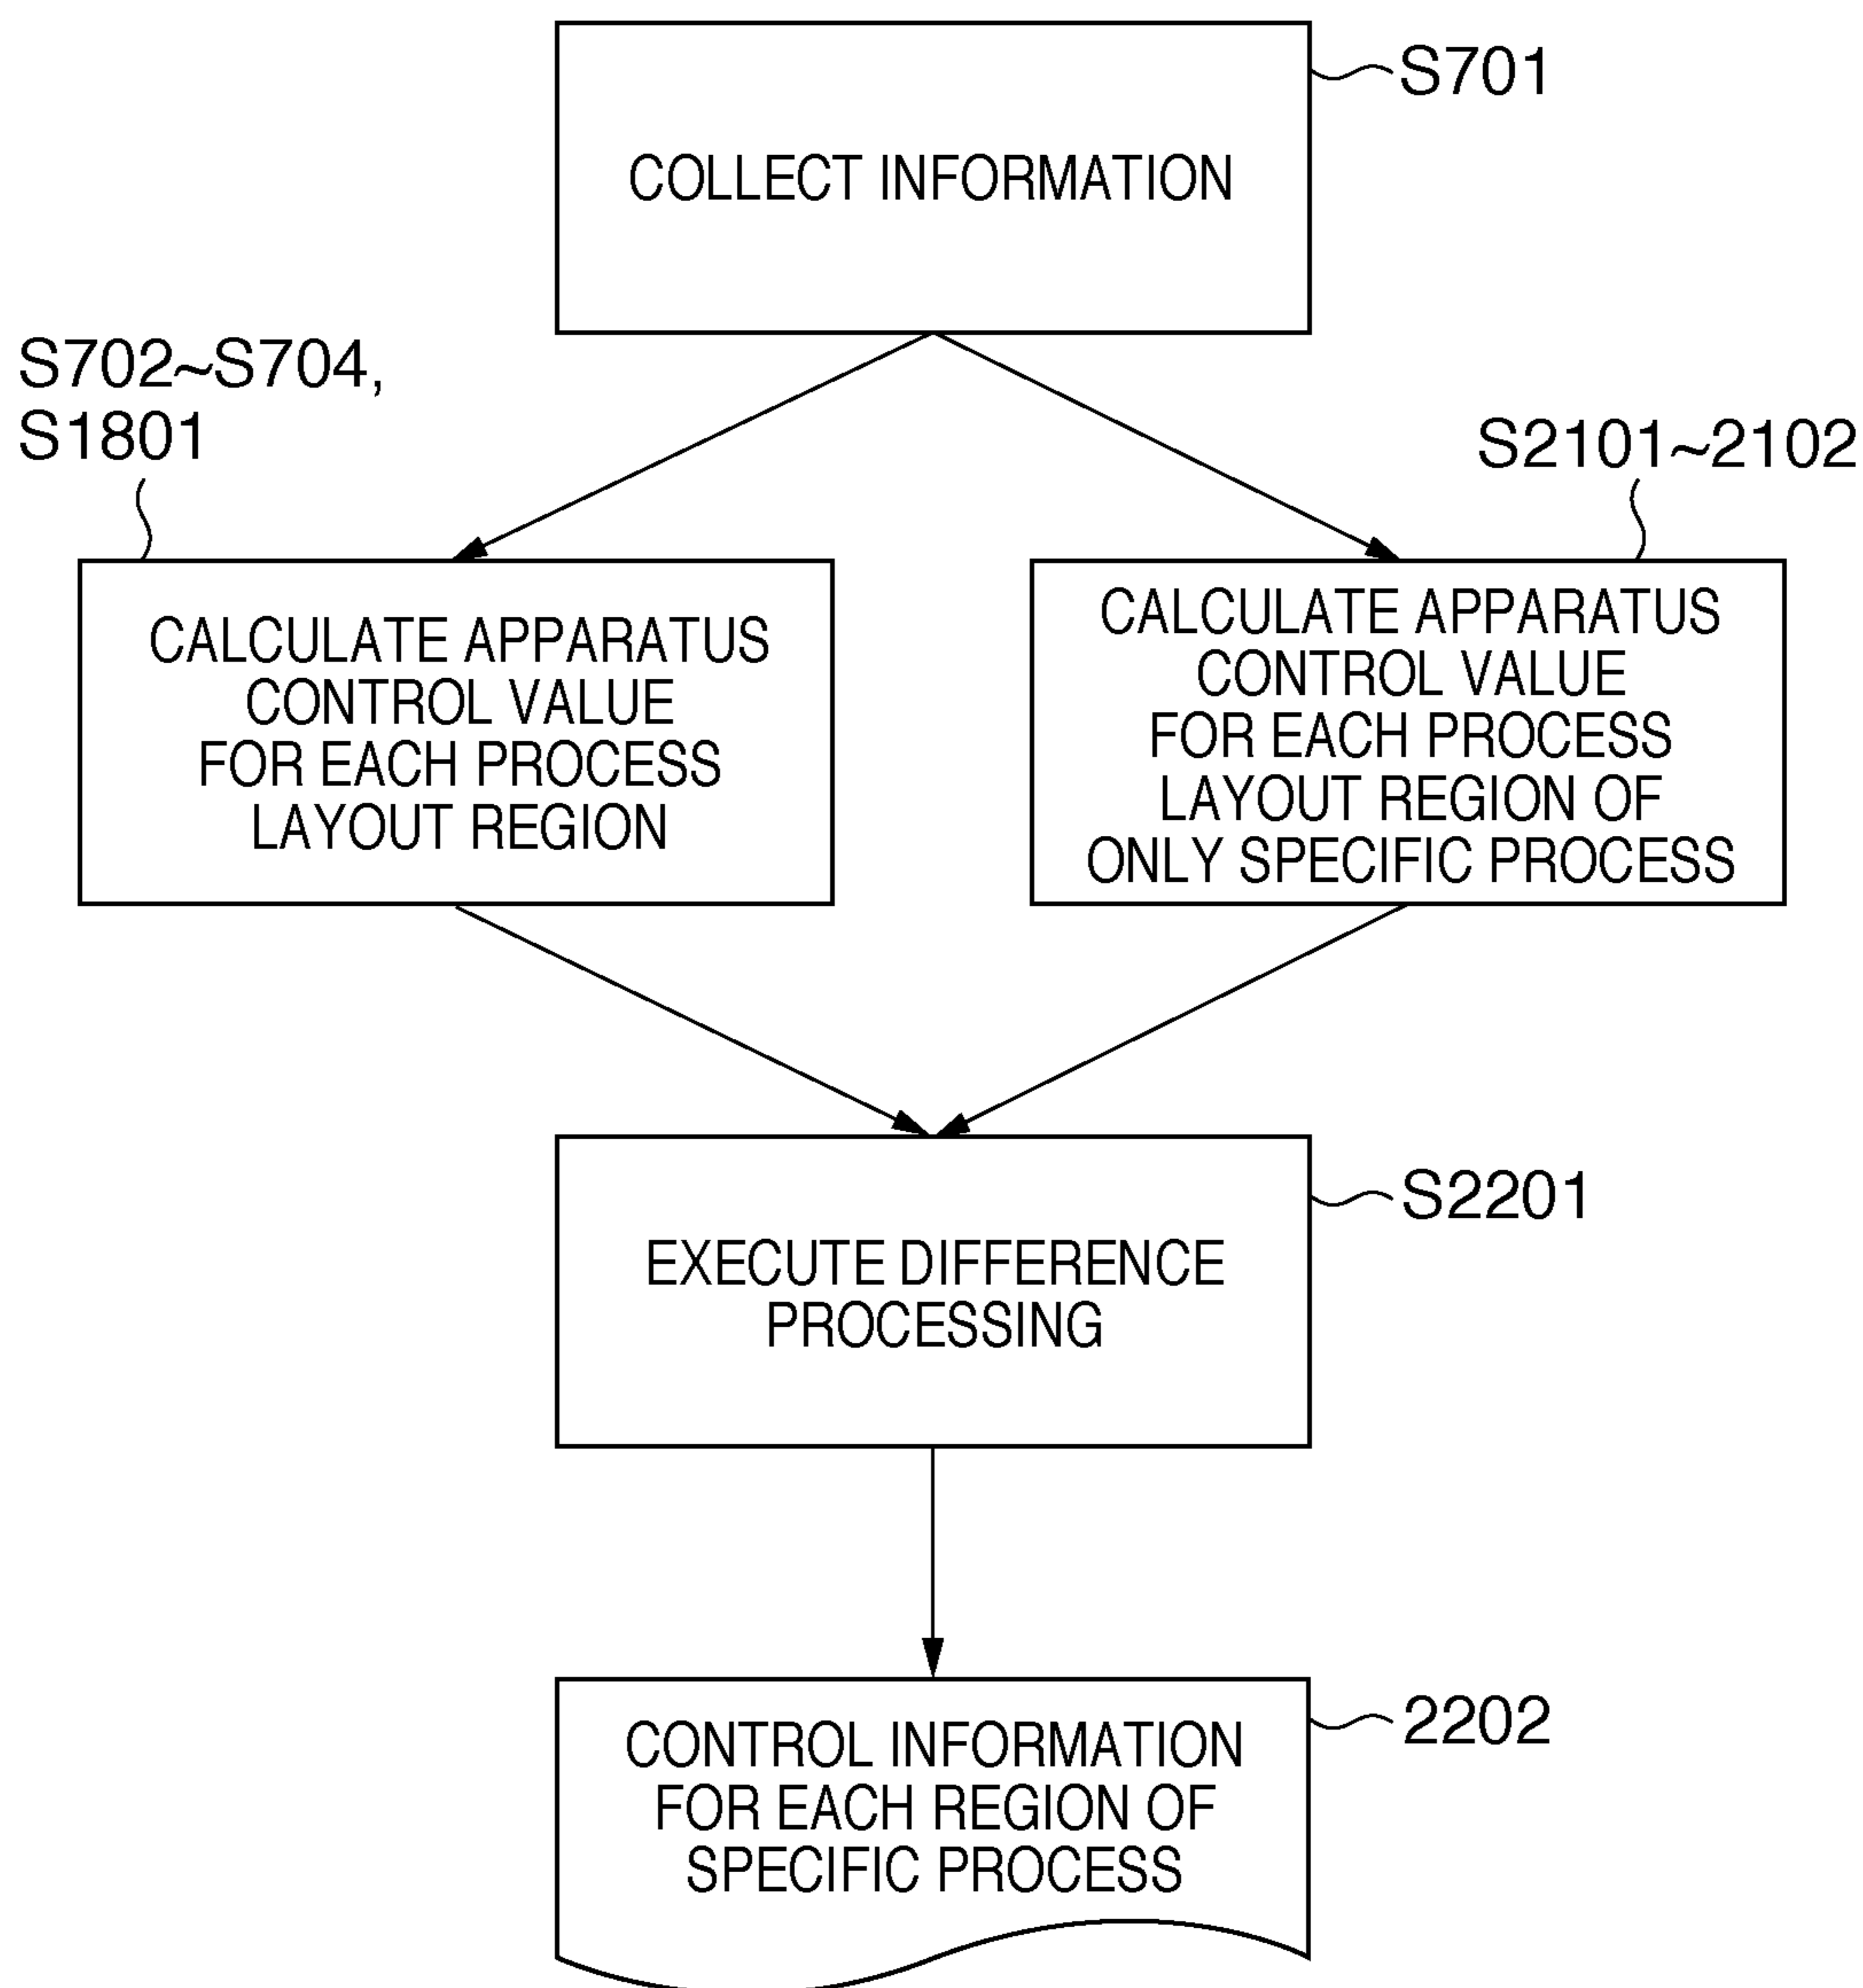 COLLECT INFORMATION
S701
S702~S704,
S1801
S2101~2102
CALCULATE APPARATUS
CONTROL VALUE
FOR EACH PROCESS
LAYOUT REGION
CALCULATE APPARATUS
CONTROL VALUE
FOR EACH PROCESS
LAYOUT REGION OF
ONLY SPECIFIC PROCESS
S2201
EXECUTE DIFFERENCE
PROCESSING
2202
CONTROL INFORMATION
FOR EACH REGION OF
SPECIFIC PROCESS